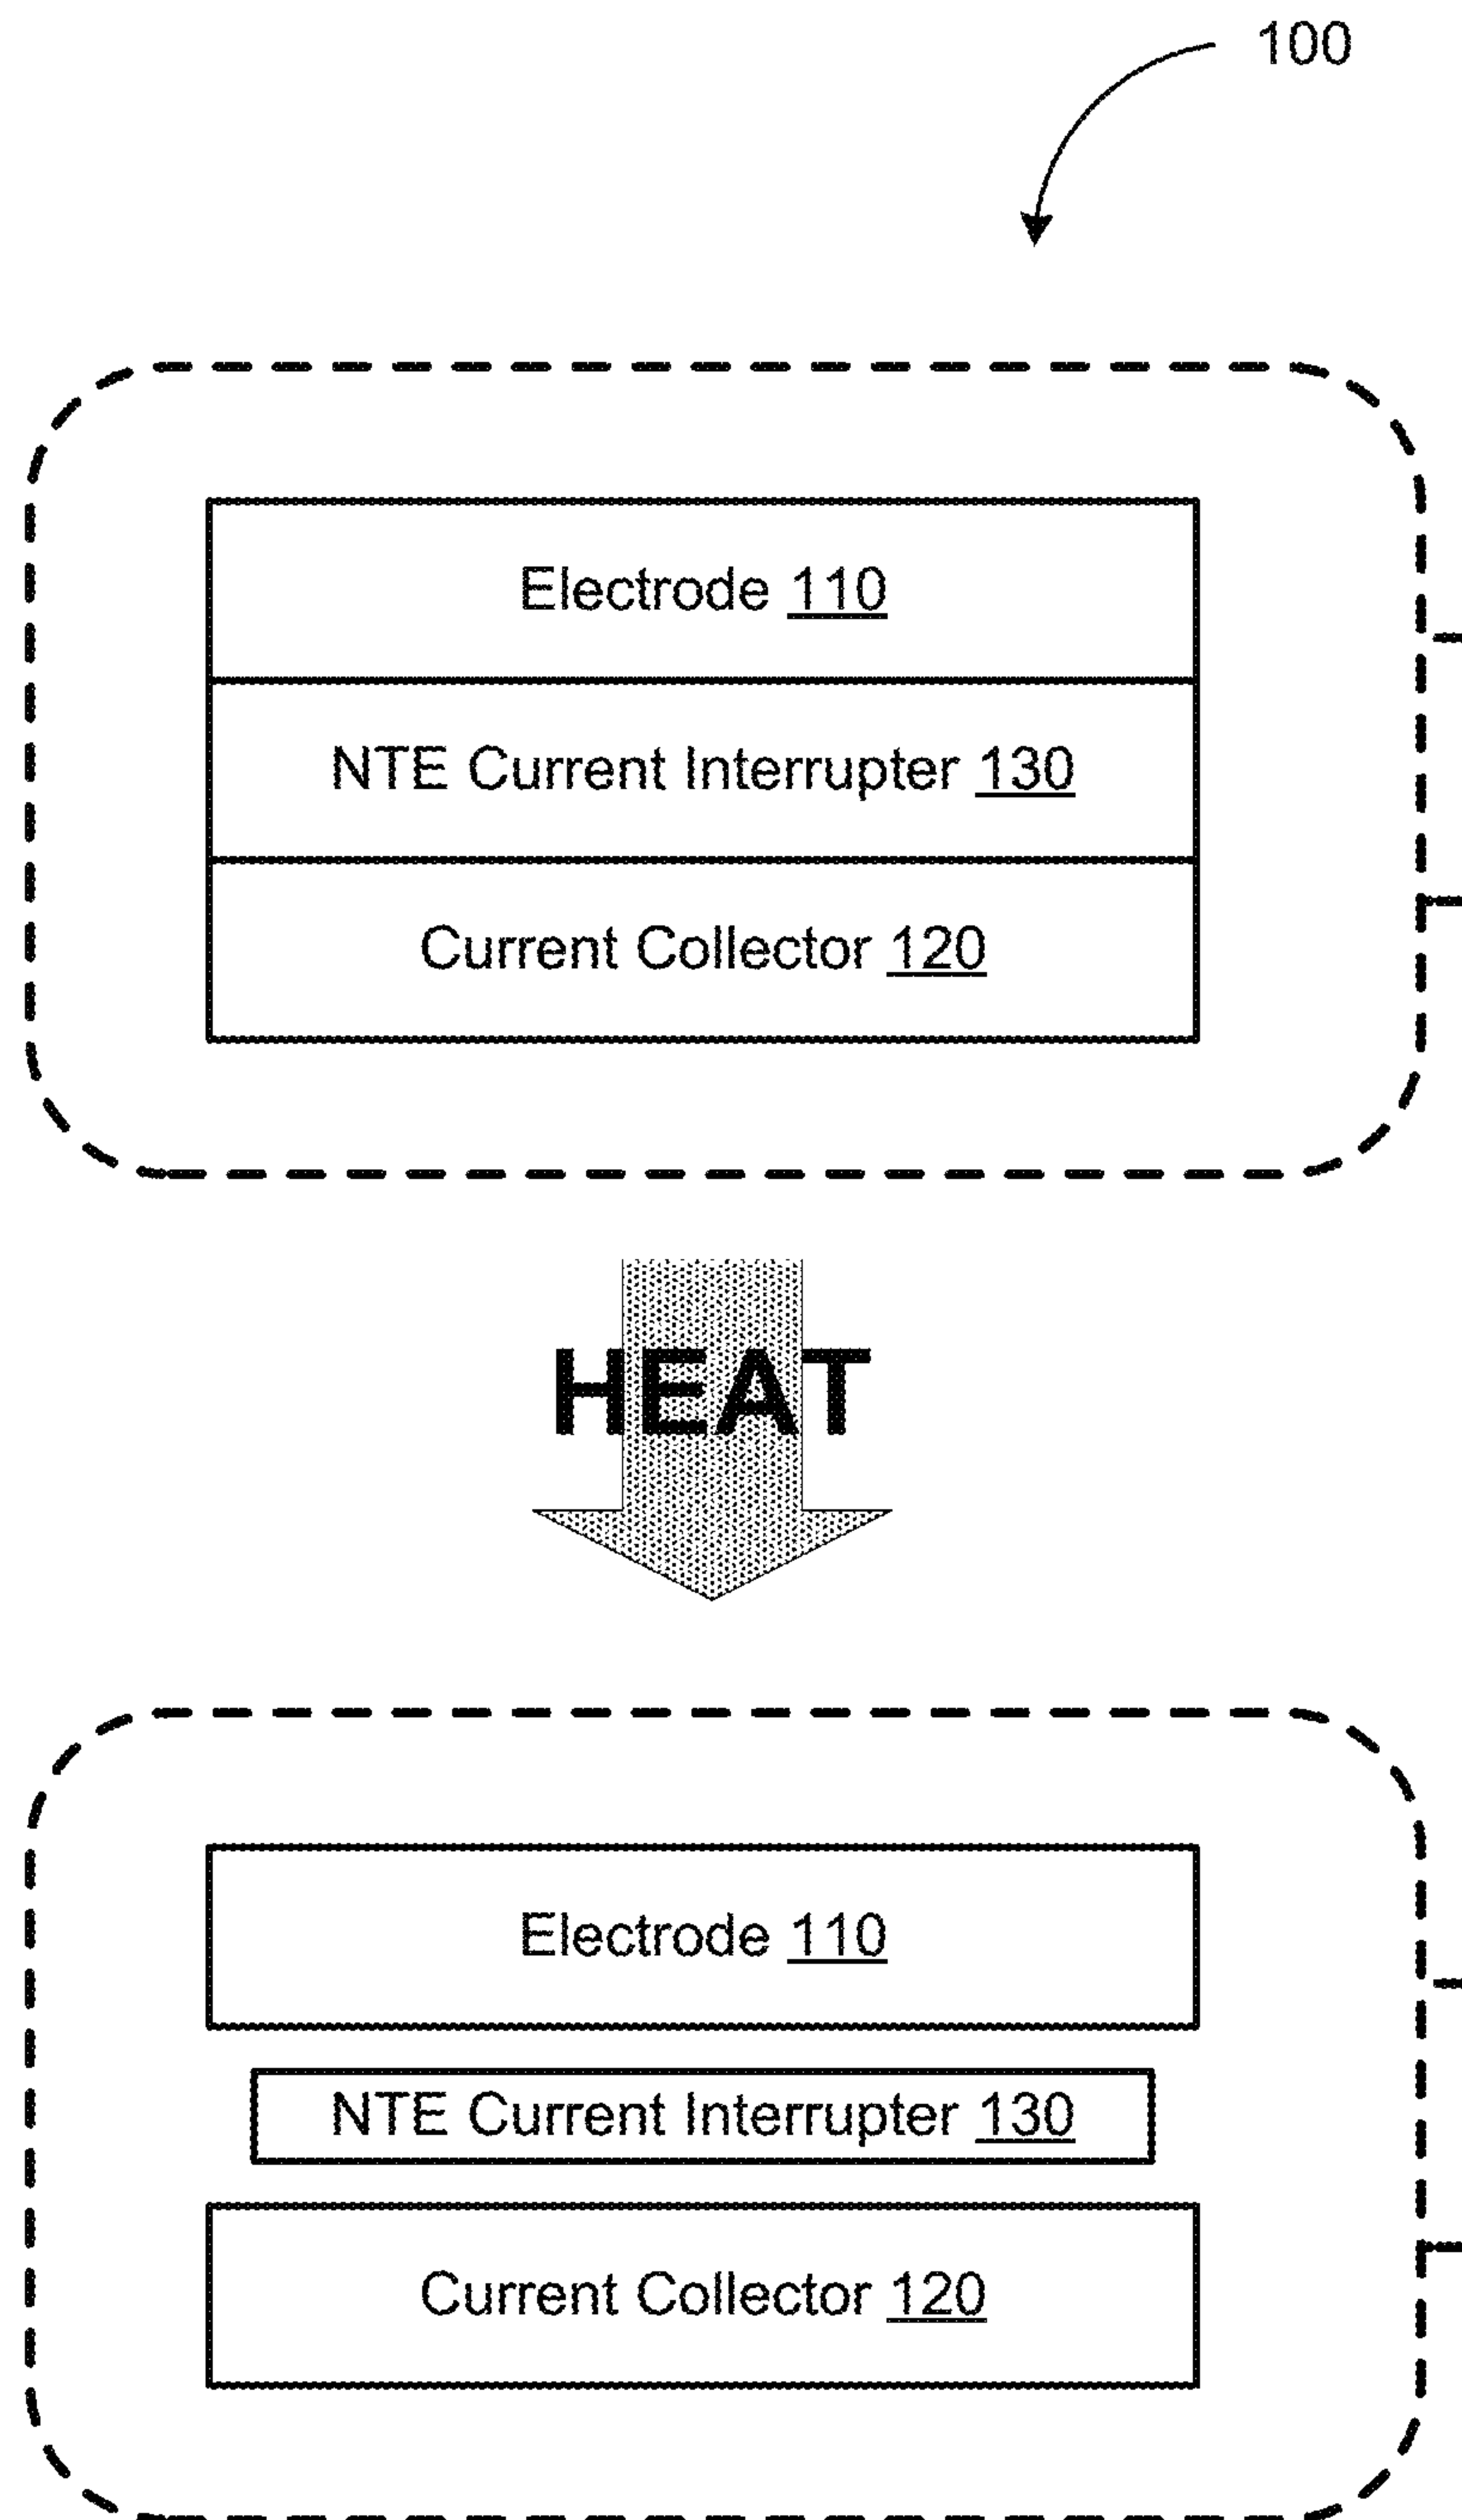 100
Electrode 110
NTE Current Interrupter 130
Current Collector 120
HEAT
Electrode 110
NTE Current Interrupter 130
Current Collector 120